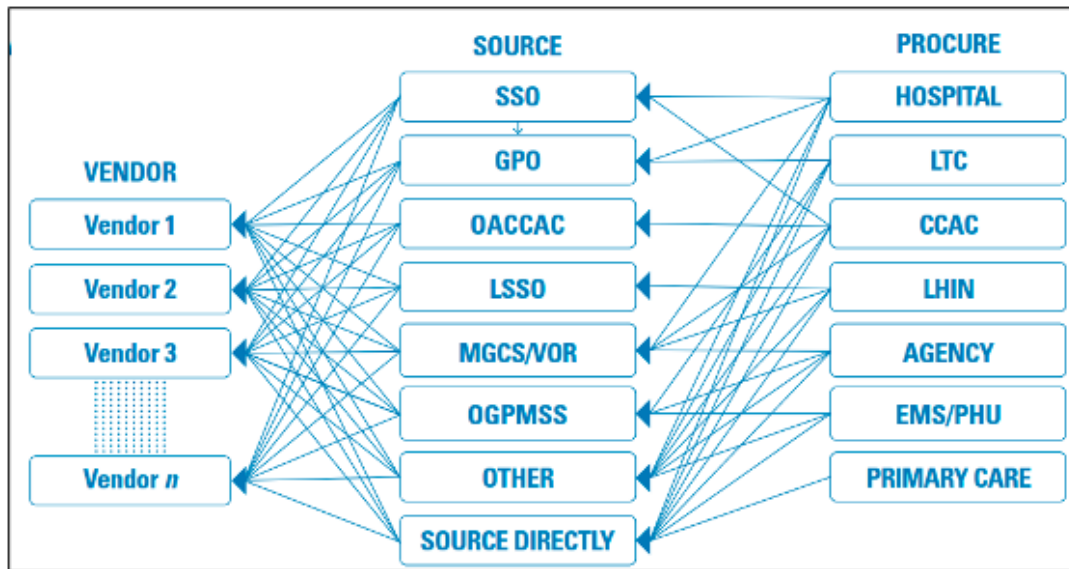 SOURCE
PROCURE
SSO
HOSPITAL
GPO
LTC
VENDOR
Vendor 1
OACCAC
CCAC
Vendor 2
LSSO
LHIN
Vendor 3
MGCS/VOR
AGENCY
OGPMSS
EMS/PHU
Vendor n
OTHER
PRIMARY CARE
SOURCE DIRECTLY